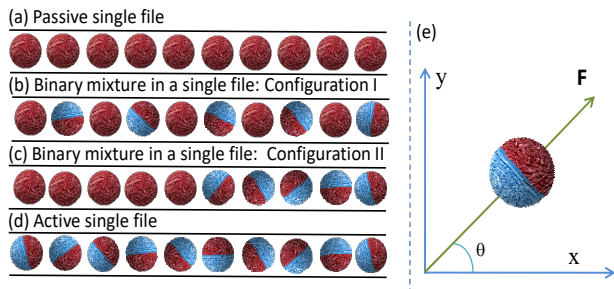 (a) Passive single file
(b) Binary mixture in a single file: Configuration I
(c) Binary mixture in a single file:  Configuration II
(d) Active single file
(e)
y
F
θ
x